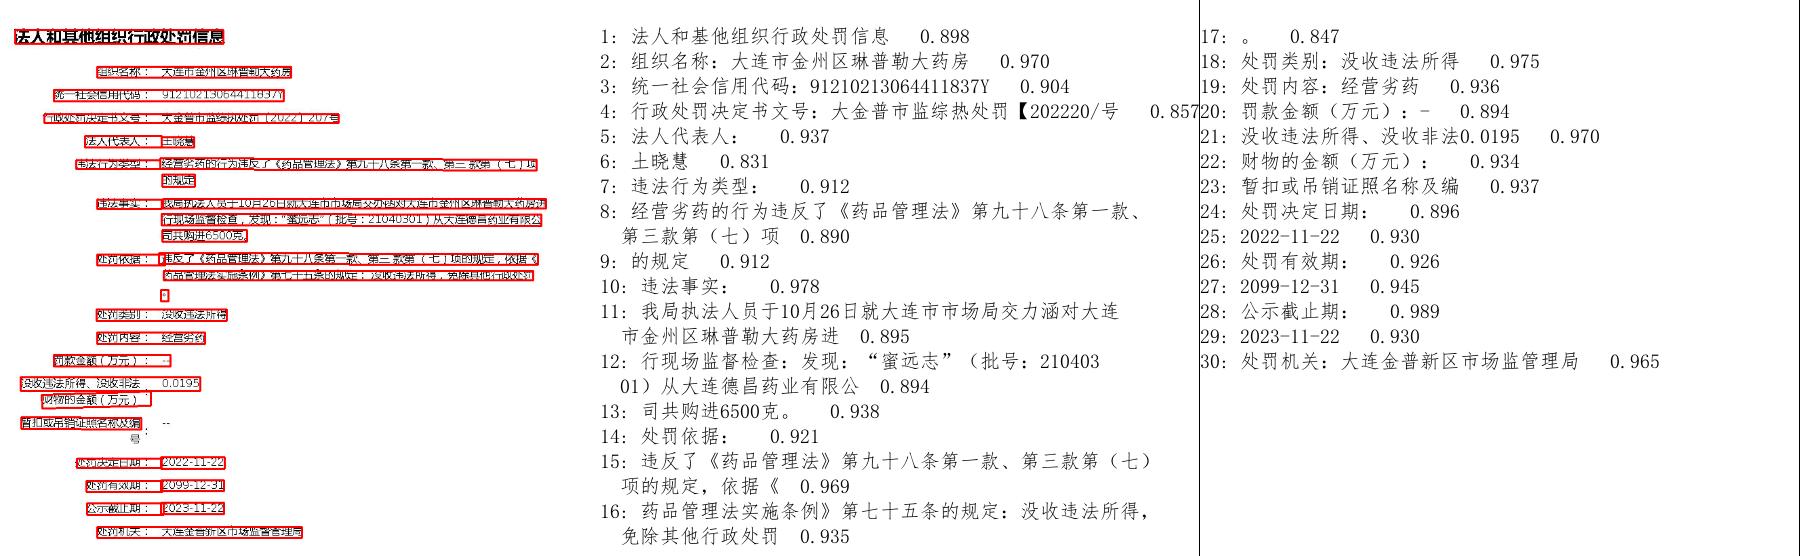 法人和其他组织行政处罚信息
组织名称： 大连市金州区琳普勒大药房
统一社会信用代码： 91210213064411837Y
行政处罚决定书文号： 大金普市监综执处罚〔2022〕207号
法人代表人： 王晓慧
违法行为类型： 经营劣药的行为违反了《药品管理法》第九十八条第一款、第三款第（七）项
的规定
违法事实： 我局执法人员于10月26日就大连市市场局交办函对大连市金州区琳普勒大药房进
行现场监督检查，发现：“蜜远志”（批号：21040301）从大连德昌药业有限公
司共购进6500克。
处罚依据： 违反了《药品管理法》第九十八条第一款、第三款第（七）项的规定，依据《
药品管理法实施条例》第七十五条的规定；没收违法所得，免除其他行政处罚
。
处罚类别： 没收违法所得
处罚内容： 经营劣药
罚款金额（万元）： --
没收违法所得、没收非法 0.0195
财物的金额（万元） ：
暂扣或吊销证照名称及编 --
号 ：
处罚决定日期： 2022-11-22
处罚有效期： 2099-12-31
公示截止期： 2023-11-22
处罚机关： 大连金普新区市场监督管理局
1: 法人和基他组织行政处罚信息 0.898
2: 组织名称: 大连市金州区琳普勒大药房 0.970
3: 统一社会信用代码: 91210213064411837Y 0.904
4: 行政处罚决定书文号: 大金普市监综热处罚【202220/号 0.857
5: 法人代表人: 0.937
6: 土晓慧 0.831
7: 违法行为类型: 0.912
8: 经营劣药的行为违反了《药品管理法》第九十八条第一款、
第三款第（七）项 0.890
9: 的规定 0.912
10: 违法事实: 0.978
11: 我局执法人员于10月26日就大连市市场局交力涵对大连
市金州区琳普勒大药房进 0.895
12: 行现场监督检查: 发现: “蜜远志”（批号: 210403
01）从大连德昌药业有限公 0.894
13: 司共购进6500克。 0.938
14: 处罚依据: 0.921
15: 违反了《药品管理法》第九十八条第一款、第三款第（七）
项的规定, 依据《 0.969
16: 药品管理法实施条例》第七十五条的规定: 没收违法所得,
免除其他行政处罚 0.935
17: 。 0.847
18: 处罚类别: 没收违法所得 0.975
19: 处罚内容: 经营劣药 0.936
20: 罚款金额（万元）: - 0.894
21: 没收违法所得、没收非法0.0195 0.970
22: 财物的金额（万元）: 0.934
23: 暂扣或吊销证照名称及编 0.937
24: 处罚决定日期: 0.896
25: 2022-11-22 0.930
26: 处罚有效期: 0.926
27: 2099-12-31 0.945
28: 公示截止期: 0.989
29: 2023-11-22 0.930
30: 处罚机关: 大连金普新区市场监管理局 0.965